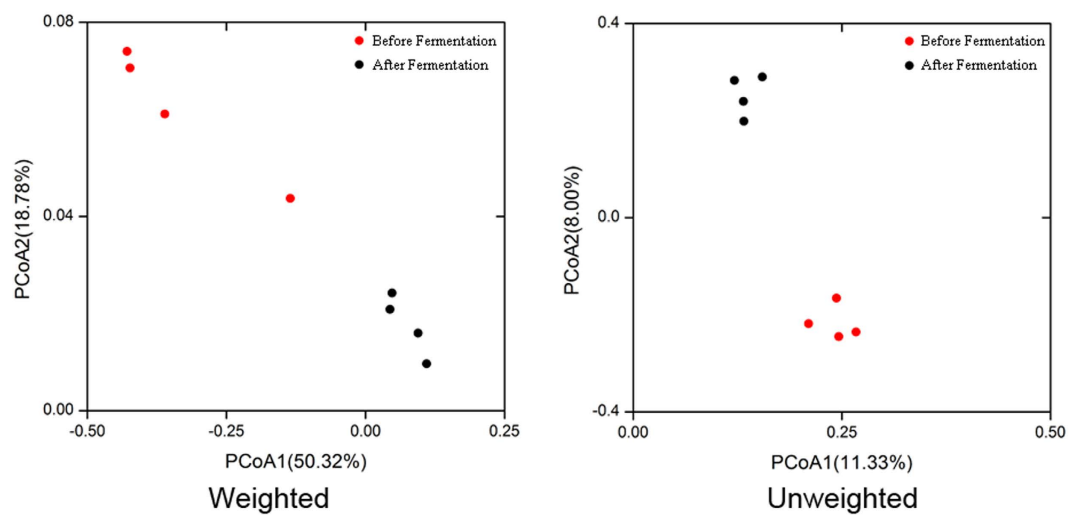 0.08
Before Fermentation
After Fermentation
0.04
0.00
-0.50
-0.25
0.00
0.25
PCoA2(18.78%)
PCoA1(50.32%)
Weighted
0.4
Before Fermentation
After Fermentation
0.0
-0.4
0.00
0.25
0.50
PCoA2(8.00%)
PCoA1(11.33%)
Unweighted